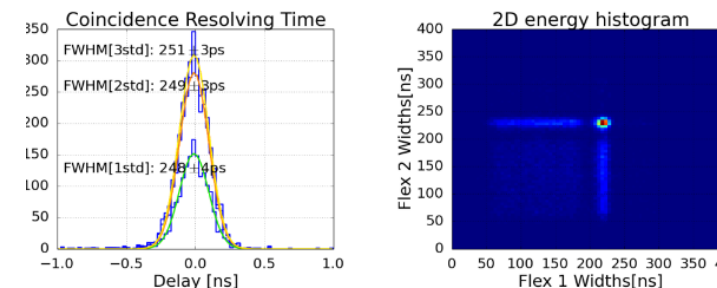 Coincidence Resolving Time
350
300
250
200
150
100
50
0
FWHM[3std]: 251 +3ps
FWHM[2std]: 249 +3ps
FWHM[1std]: 248 +4ps
−1.0 −0.5 0.0 0.5 1.0
Delay [ns]
2D energy histogram
Flex 2 Widths[ns]
400
350
300
250
200
150
100
50
0
0 50 100 150 200 250 300 350
Flex 1 Widths[ns]